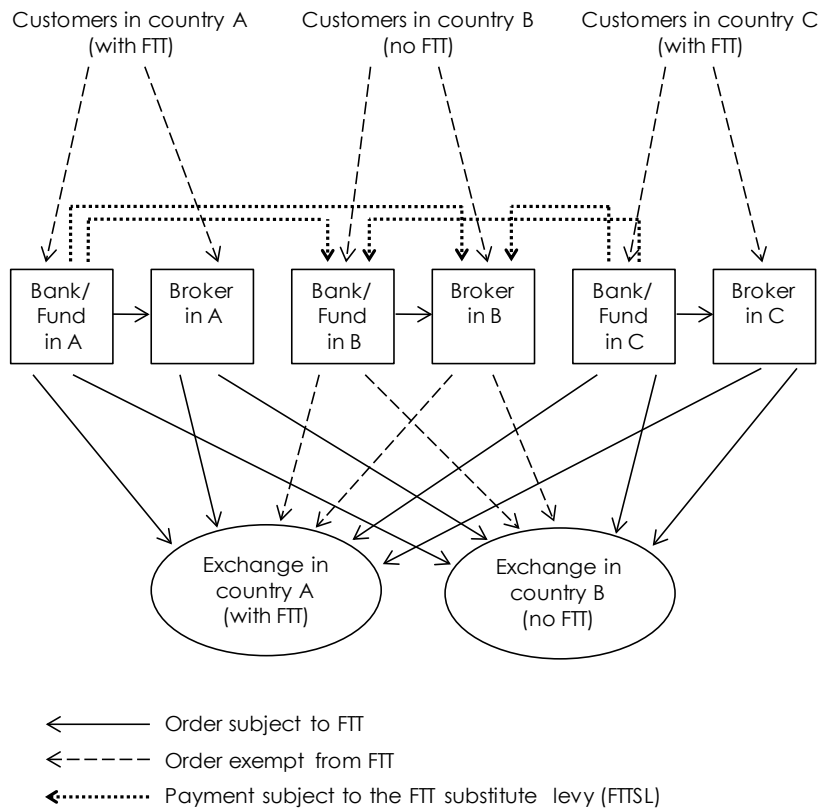 Customers in country A
(with FTT)
Customers in country B
(no FTT)
Customers in country C
(with FTT)
Bank/
Fund
in A
Broker
in A
Bank/
Fund
in B
Broker
in B
Bank/
Fund
in C
Broker
in C
Exchange in
country A
(with FTT)
Exchange in
country B
(no FTT)
Order subject to FTT
Order exempt from FTT
Payment subject to the FTT substitute levy (FTTSL)